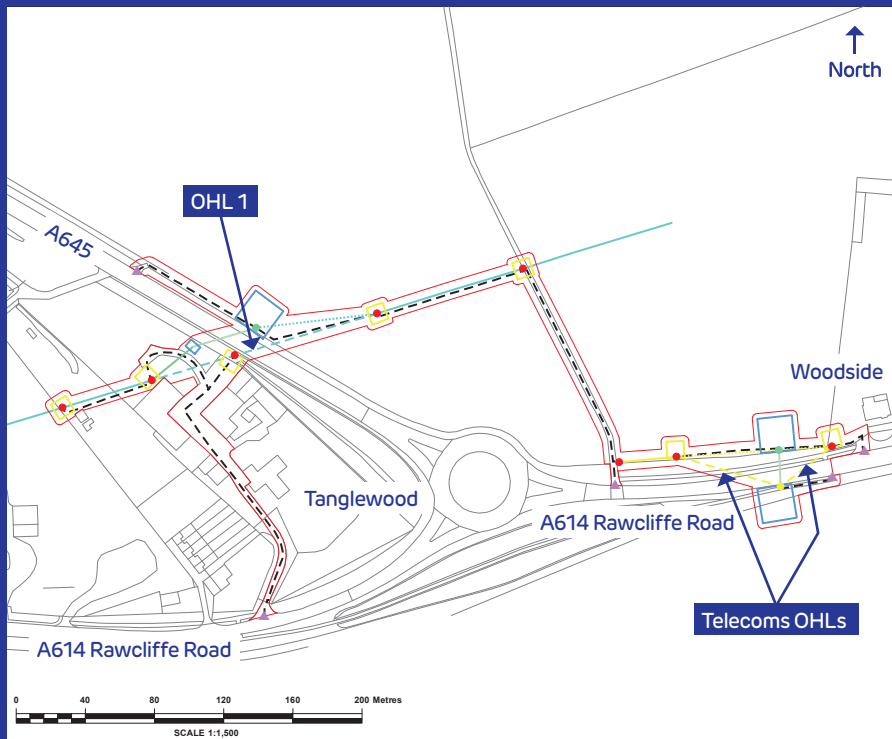 North
OHL 1
A645
Woodside
Tanglewood
A614 Rawcliffe Road
Telecoms OHLs
A614 Rawcliffe Road
0 40 80 120 160 200 Metres
SCALE 1:1,500